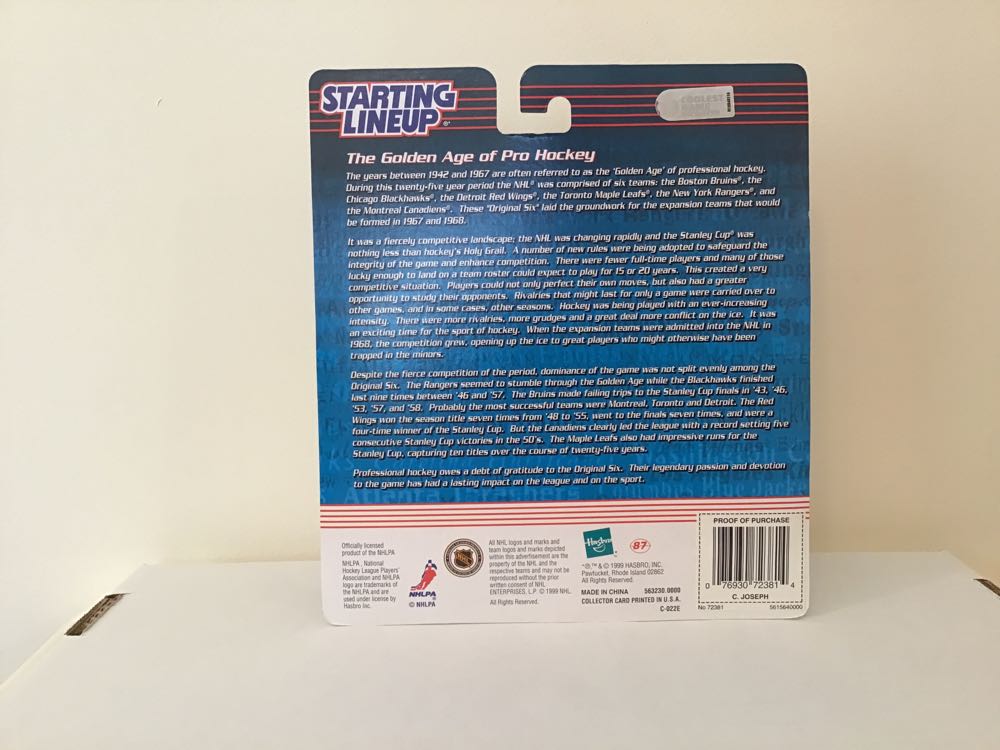 STARTING
LINEUP®
The Golden Age of Pro Hockey
The years between 1942 and 1967 are often referred to as the 'Golden Age' of professional hockey.
During this twenty-five year period the NHL® was comprised of six teams: the Boston Bruins®, the
Chicago Blackhawks®, the Detroit Red Wings®, the Toronto Maple Leafs®, the New York Rangers®, and
the Montreal Canadiens®. These "Original Six" laid the groundwork for the expansion teams that would
be formed in 1967 and 1968.
It was a fiercely competitive landscape; the NHL was changing rapidly and the Stanley Cup® was
nothing less than hockey's Holy Grail. A number of new rules were being adopted to safeguard the
integrity of the game and enhance competition. There were fewer full-time players and many of those
lucky enough to land on a team roster could expect to play for 15 or 20 years. This created a very
competitive situation. Players could not only perfect their own moves, but also had a greater
opportunity to study their opponents. Rivalries that might last for only a game were carried over to
other games, and in some cases, other seasons. Hockey was being played with an ever-increasing
intensity. There were more rivalries, more grudges and a great deal more conflict on the ice. It was
an exciting time for the sport of hockey. When the expansion teams were admitted into the NHL in
1968, the competition grew, opening up the ice to great players who might otherwise have been
trapped in the minors.
Despite the fierce competition of the period, dominance of the game was not split evenly among the
Original Six. The Rangers seemed to stumble through the Golden Age while the Blackhawks finished
last nine times between '46 and '57. The Bruins made failing trips to the Stanley Cup finals in '43, '46,
'53, '57, and '58. Probably the most successful teams were Montreal, Toronto and Detroit. The Red
Wings won the season title seven times from '48 to '55, went to the finals seven times, and were a
four-time winner of the Stanley Cup. But the Canadiens clearly led the league with a record setting five
consecutive Stanley Cup victories in the 50's. The Maple Leafs also had impressive runs for the
Stanley Cup, capturing ten titles over the course of twenty-five years.
Professional hockey owes a debt of gratitude to the Original Six. Their legendary passion and devotion
to the game has had a lasting impact on the league and on the sport.
Officially licensed
product of the NHLPA
NHLPA, National
Hockey League Players'
Association and NHLPA
logo are trademarks of
the NHLPA and are
used under license by
Hasbro Inc.
NHLPA
® 
© NHLPA
All NHL logos and marks and
team logos and marks depicted
within this advertisement are the
property of the NHL and the
respective teams and may not be
reproduced without the prior
written consent of NHL
ENTERPRISES, L.P. © 1999 NHL.
All Rights Reserved.
Hasbro
87
*®,™ & © 1999 HASBRO, INC.
Pawtucket, Rhode Island 02862
All Rights Reserved.
MADE IN CHINA 563230.0000
COLLECTOR CARD PRINTED IN U.S.A.
C-022E
PROOF OF PURCHASE
0 76930 72381 4
C. JOSEPH
No 72381 5615640000